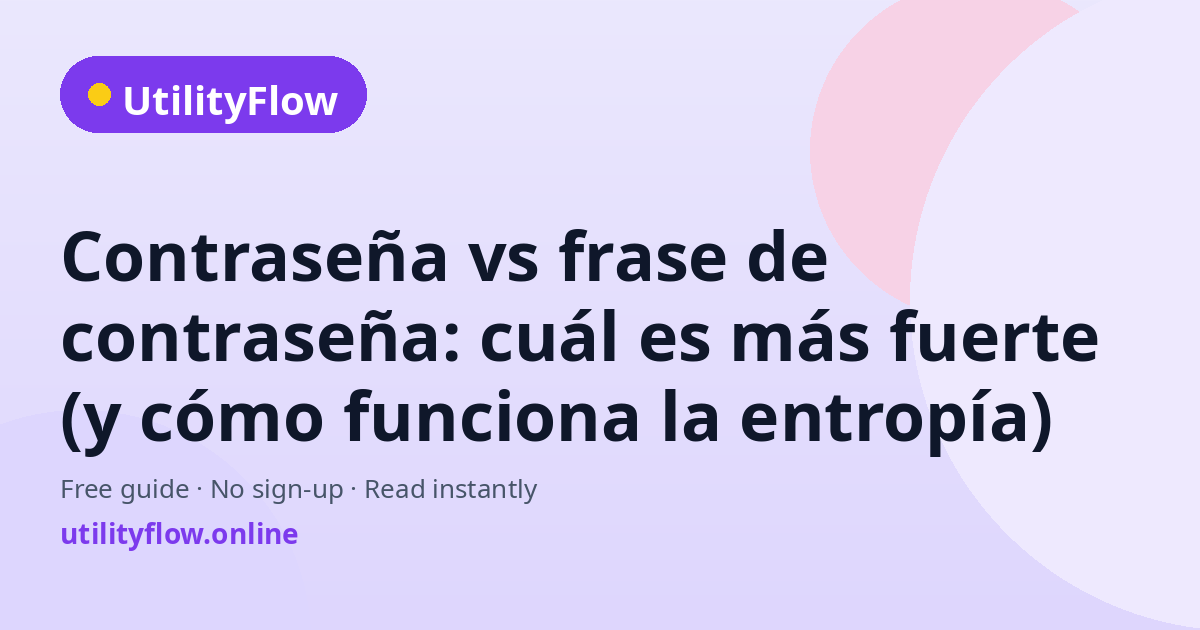 UtilityFlow
Contraseña vs frase de
contraseña: cuál es más fuerte
(y cómo funciona la entropía)
Free guide · No sign-up · Read instantly
utilityflow.online